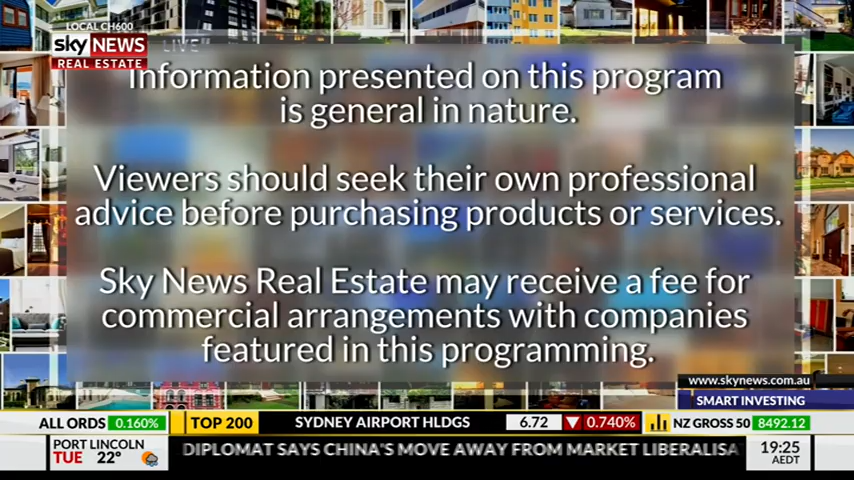 LOCAL CH600
sky NEWS
REAL ESTATE
LIVE
Information presented on this program
is general in nature.
Viewers should seek their own professional
advice before purchasing products or services.
Sky News Real Estate may receive a fee for
commercial arrangements with companies
featured in this programming.
www.skynews.com.au
SMART INVESTING
ALL ORDS 0.160% TOP 200 SYDNEY AIRPORT HLDGS 6.72 0.740% NZ GROSS 50 8492.12
PORT LINCOLN
TUE 22°
DIPLOMAT SAYS CHINA'S MOVE AWAY FROM MARKET LIBERALISA
19:25
AEDT